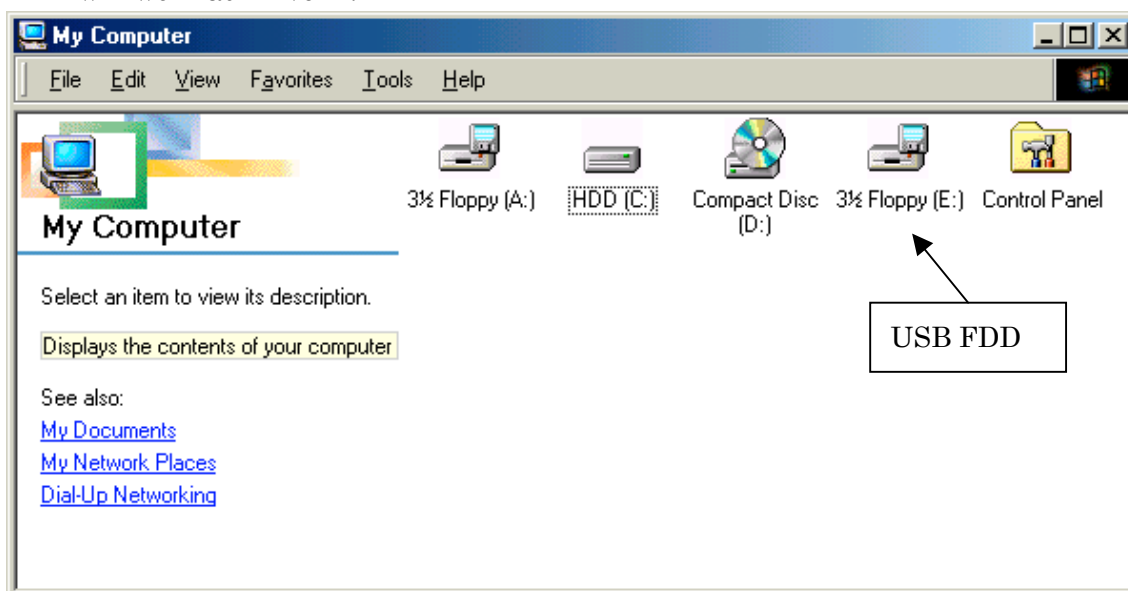 My Computer
File Edit View Favorites Tools Help
3½ Floppy (A:) HDD (C:) Compact Disc (D:) 3½ Floppy (E:) Control Panel
My Computer
Select an item to view its description.
Displays the contents of your computer
USB FDD
See also:
My Documents
My Network Places
Dial-Up Networking